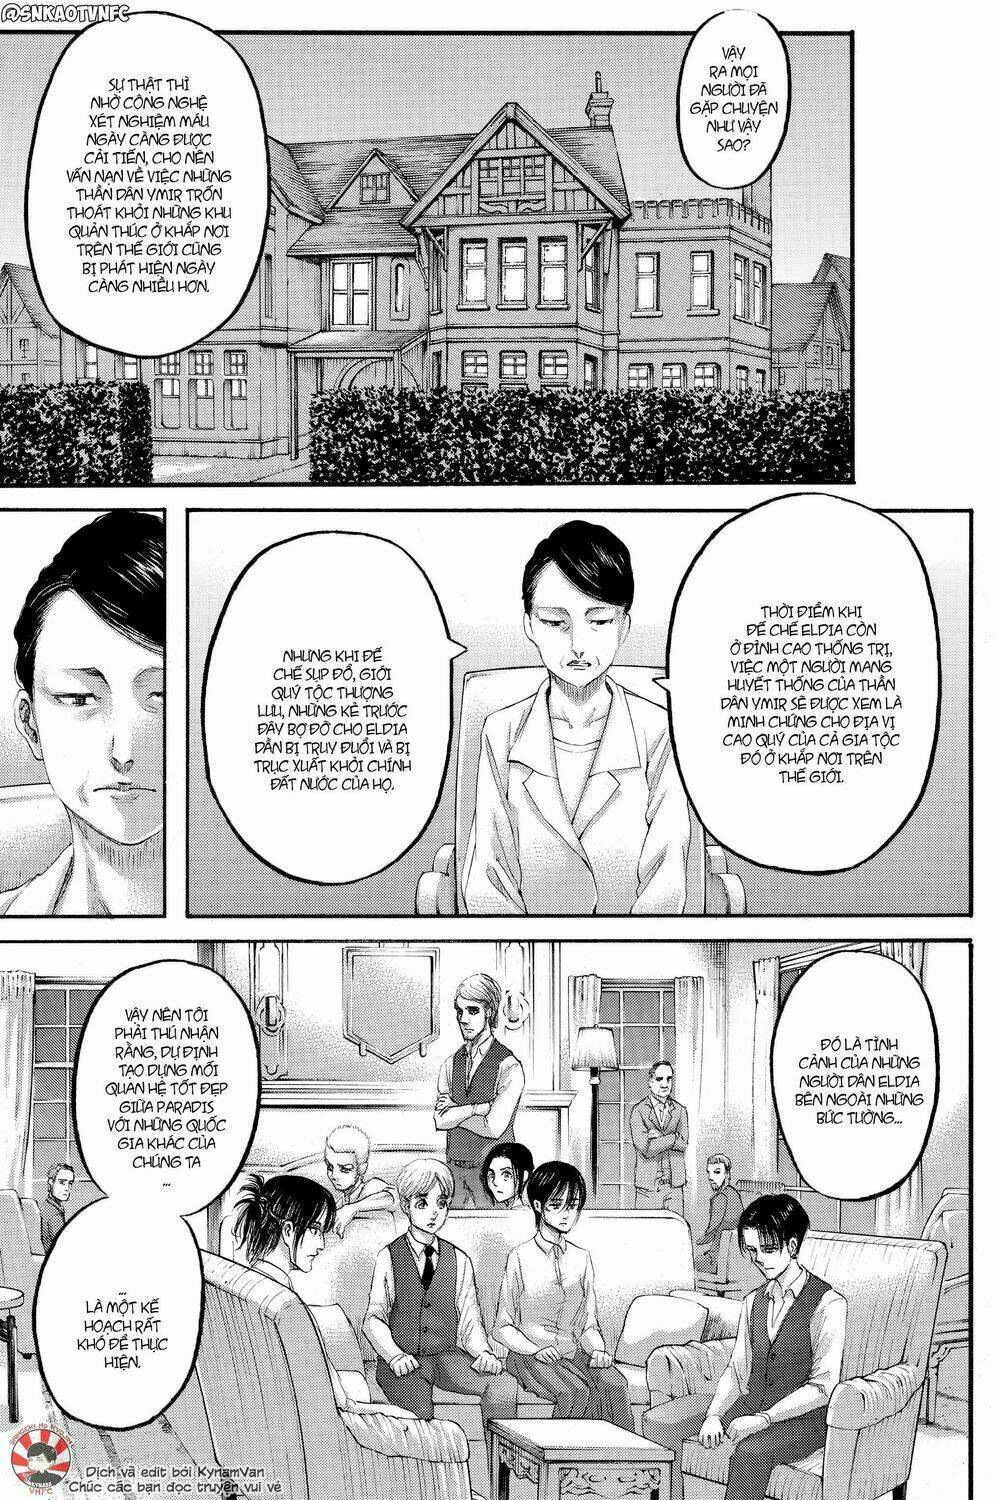 @SNKAOTVNFC
VẬY
RA MỌI
NGƯỜI ĐÃ
GẶP CHUYỆN
NHƯ VẬY
SAO?
SỰ THẬT THÌ
NHỜ CÔNG NGHỆ
XÉT NGHIỆM MÁU
NGÀY CÀNG ĐƯỢC
CẢI TIẾN, CHO NÊN
VẤN NẠN VỀ VIỆC NHỮNG
THẦN DÂN YMIR TRỐN
THOÁT KHỎI NHỮNG KHU
QUẢN THÚC Ở KHẮP NƠI
TRÊN THẾ GIỚI CŨNG
BỊ PHÁT HIỆN NGÀY
CÀNG NHIỀU HƠN.
THỜI ĐIỂM KHI
ĐẾ CHẾ ELDIA CÒN
Ở ĐỈNH CAO THỐNG TRỊ,
VIỆC MỘT NGƯỜI MANG
HUYẾT THỐNG CỦA THẦN
DÂN YMIR SẼ ĐƯỢC XEM LÀ
MINH CHỨNG CHO ĐỊA VỊ
CAO QUÝ CỦA CẢ GIA TỘC
ĐÓ Ở KHẮP NƠI TRÊN
THẾ GIỚI.
NHƯNG KHI ĐẾ
CHẾ SỤP ĐỔ, GIỚI
QUÝ TỘC THƯỢNG
LƯU, NHỮNG KẺ TRƯỚC
ĐÂY BỢ ĐỠ CHO ELDIA
DẦN BỊ TRUY ĐUỔI VÀ BỊ
TRỤC XUẤT KHỎI CHÍNH
ĐẤT NƯỚC CỦA HỌ.
ĐÓ LÀ TÌNH
CẢNH CỦA NHỮNG
NGƯỜI DÂN ELDIA
BÊN NGOÀI NHỮNG
BỨC TƯỜNG...
VẬY NÊN TÔI
PHẢI THÚ NHẬN
RẰNG, DỰ ĐỊNH
TẠO DỰNG MỐI
QUAN HỆ TỐT ĐẸP
GIỮA PARADIS
VỚI NHỮNG QUỐC
GIA KHÁC CỦA
CHÚNG TA
...
...
LÀ MỘT KẾ
HOẠCH RẤT
KHÓ ĐỂ THỰC
HIỆN.
VNFC
Dịch và edit bởi KynamVan
Chúc các bạn đọc truyện vui vẻ